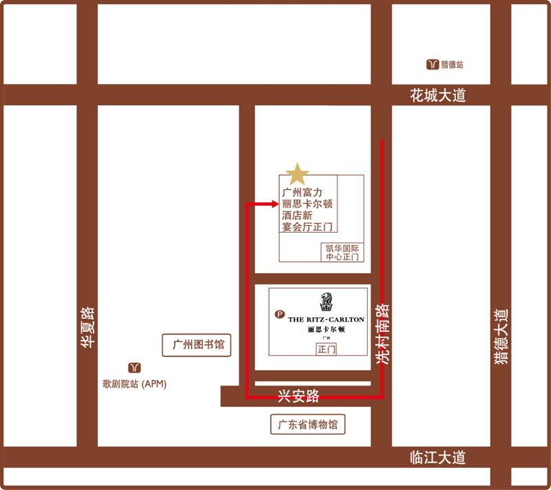 猎德站
花城大道
广州富力
丽思卡尔顿
酒店新
宴会厅正门
凯华国际
中心正门
华夏路
冼村南路
猎德大道
P
THE RITZ·CARLTON
丽思卡尔顿
广州
正门
广州图书馆
歌剧院站 (APM)
兴安路
广东省博物馆
临江大道